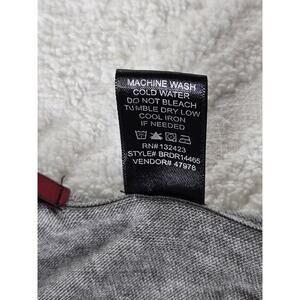 MACHINE WASH
COLD WATER
DO NOT BLEACH
TUMBLE DRY LOW
COOL IRON
IF NEEDED
RN# 132423
STYLE# BRDR14465
VENDOR# 47978